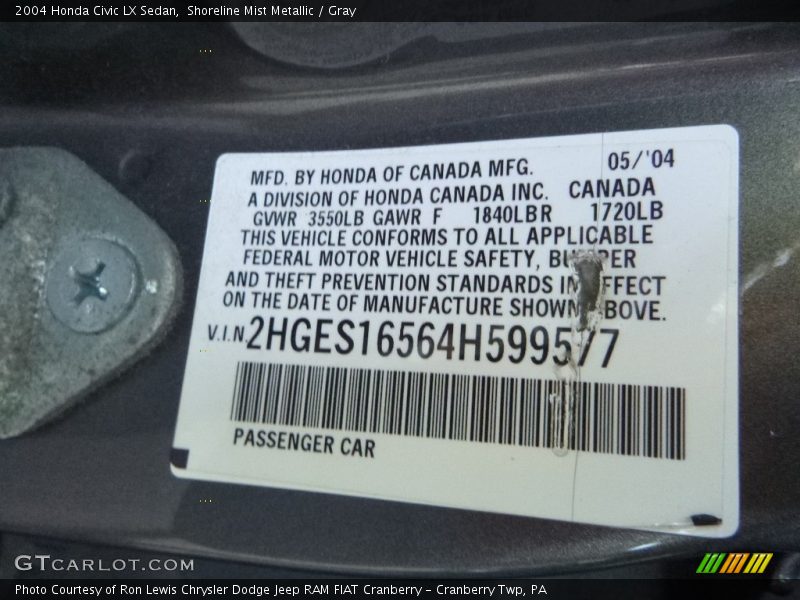 2004 Honda Civic LX Sedan,  Shoreline Mist Metallic / Gray
MFD. BY HONDA OF CANADA MFG. 05/'04
A DIVISION OF HONDA CANADA INC. CANADA
GVWR 3550LB GAWR F 1840LB R 1720LB
THIS VEHICLE CONFORMS TO ALL APPLICABLE
FEDERAL MOTOR VEHICLE SAFETY,
AND THEFT PREVENTION STANDARDS IN EFFECT
ON THE DATE OF MANUFACTURE SHOWN ABOVE.
V.I.N. 2HGES16564H599577
PASSENGER CAR
GTCARLOT.COM
Photo Courtesy of Ron Lewis Chrysler Dodge Jeep RAM FIAT Cranberry – Cranberry Twp, PA